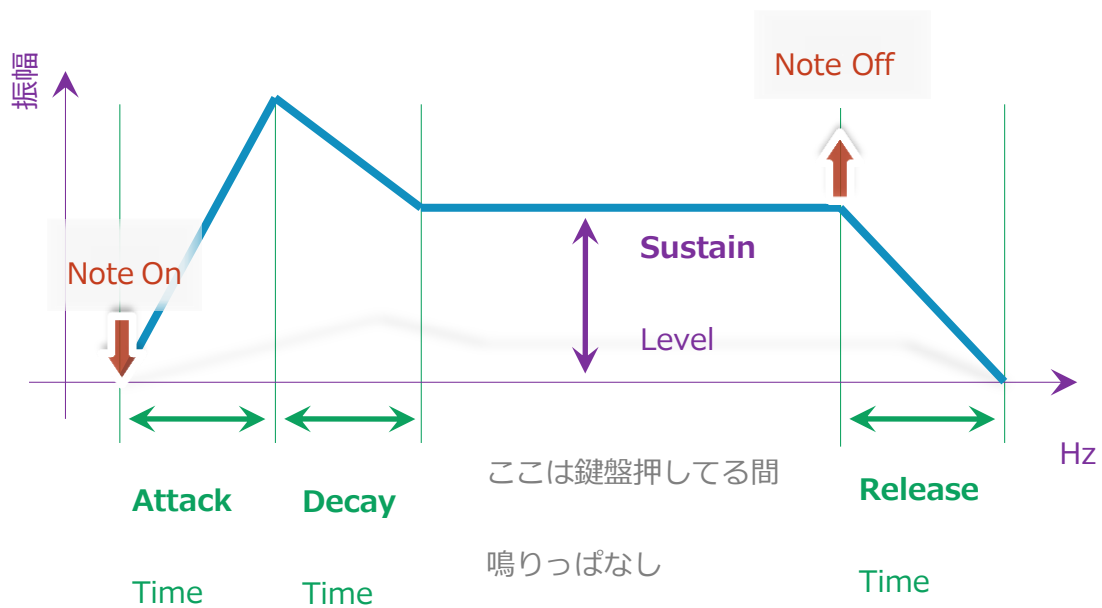 振幅
Note Off
Note On
Sustain
Level
Hz
ここは鍵盤押してる間
鳴りっぱなし
Attack
Time
Decay
Time
Release
Time